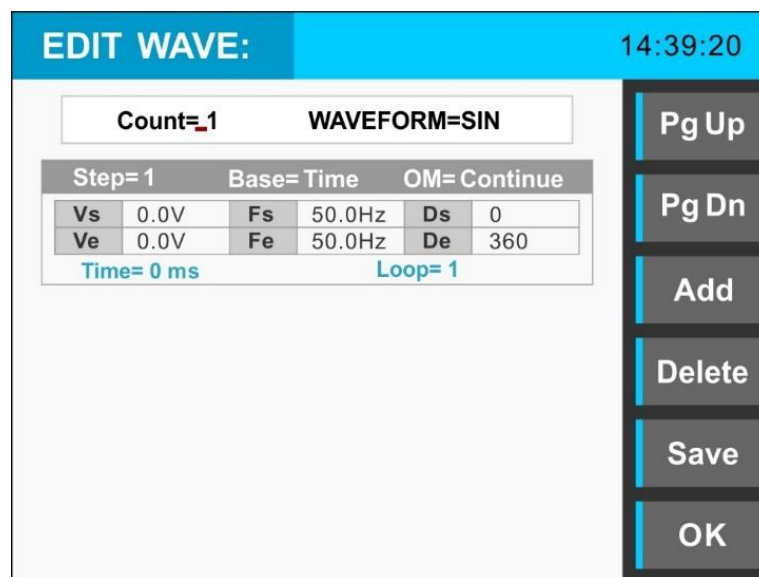 EDIT WAVE: 14:39:20
Count=1 WAVEFORM=SIN
Step=1 Base=Time OM=Continue
Vs 0.0V Fs 50.0Hz Ds 0
Ve 0.0V Fe 50.0Hz De 360
Time= 0 ms Loop= 1
Pg Up
Pg Dn
Add
Delete
Save
OK